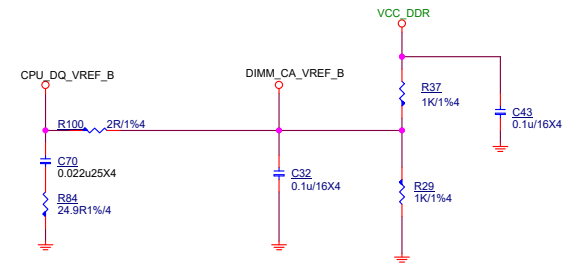 VCC_DDR
CPU_DQ_VREF_B
DIMM_CA_VREF_B
R37
1K/1%4
C43
0.1u/16X4
R100
2R/1%4
C70
0.022u25X4
C32
0.1u/16X4
R29
1K/1%4
R84
24.9R1%/4